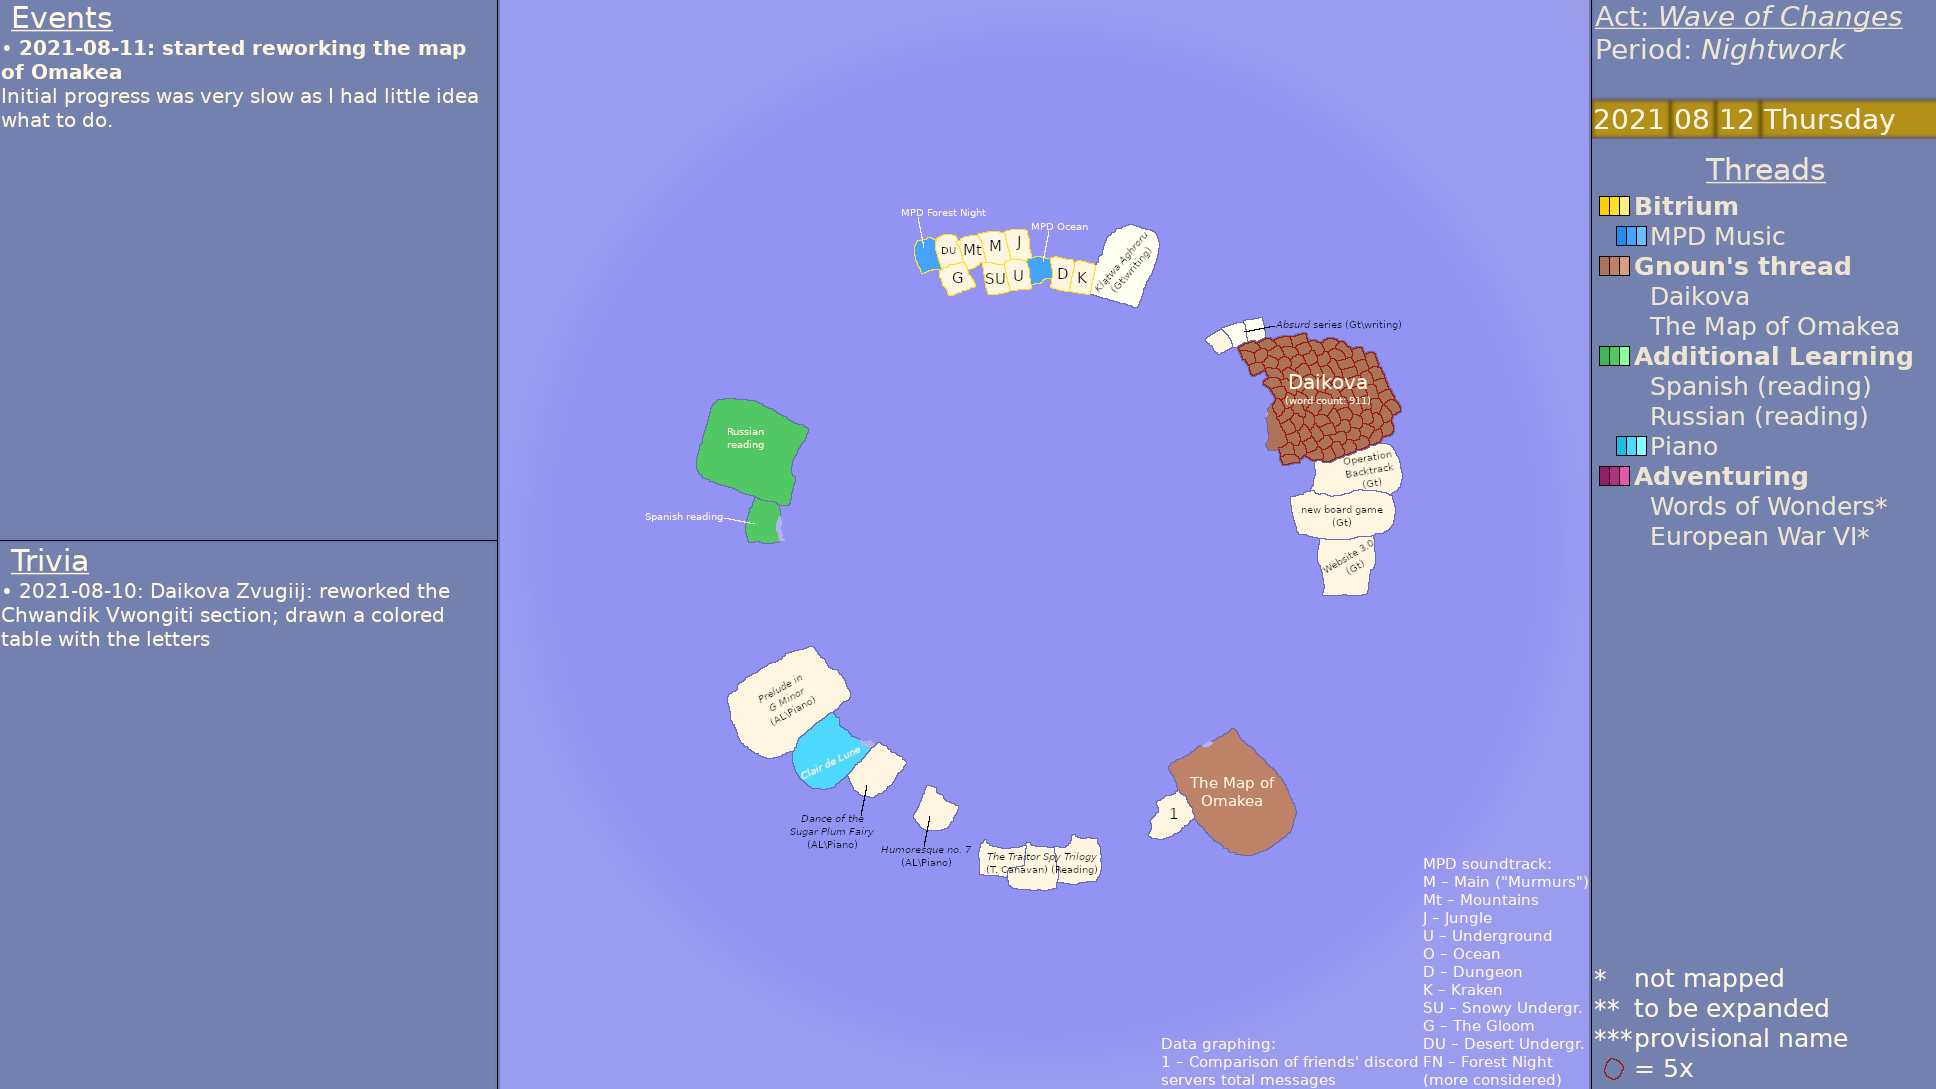 Events
• 2021-08-11: started reworking the map
of Omakea
Initial progress was very slow as I had little idea
what to do.
Trivia
• 2021-08-10: Daikova Zvugiij: reworked the
Chwandik Vwongiti section; drawn a colored
table with the letters
MPD Forest Night
MPD Ocean
DU
Mt
M
J
G
SU
U
D
K
Klątwa Aghroru
(Gt\writing)
Absurd series (Gt\writing)
Daikova
(word count: 911)
Operation
Backtrack
(Gt)
new board game
(Gt)
Website 3.0
(Gt)
Russian
reading
Spanish reading
Prelude in
G Minor
(AL\Piano)
Clair de Lune
Dance of the
Sugar Plum Fairy
(AL\Piano)
Humoresque no. 7
(AL\Piano)
The Traitor Spy Trilogy
(T. Canavan) (Reading)
The Map of
Omakea
1
Data graphing:
1 – Comparison of friends' discord
servers total messages
MPD soundtrack:
M – Main ("Murmurs")
Mt – Mountains
J – Jungle
U – Underground
O – Ocean
D – Dungeon
K – Kraken
SU – Snowy Undergr.
G – The Gloom
DU – Desert Undergr.
FN – Forest Night
(more considered)
Act: Wave of Changes
Period: Nightwork
2021 08 12 Thursday
Threads
Bitrium
MPD Music
Gnoun's thread
Daikova
The Map of Omakea
Additional Learning
Spanish (reading)
Russian (reading)
Piano
Adventuring
Words of Wonders*
European War VI*
* not mapped
** to be expanded
*** provisional name
= 5x